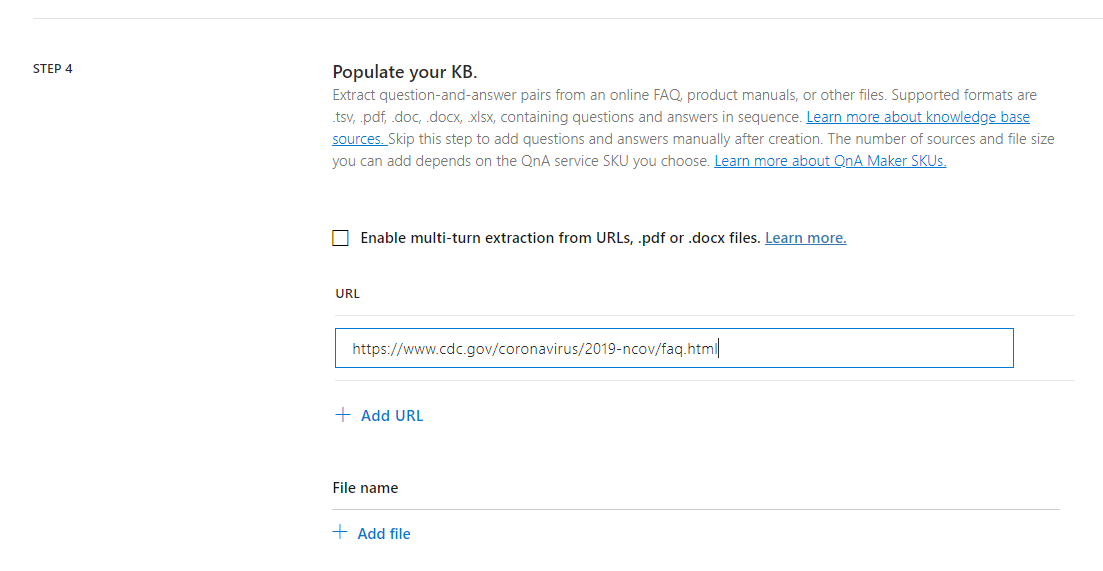 STEP 4
Populate your KB.
Extract question-and-answer pairs from an online FAQ, product manuals, or other files. Supported formats are
.tsv, .pdf, .doc, .docx, .xlsx, containing questions and answers in sequence. Learn more about knowledge base
sources. Skip this step to add questions and answers manually after creation. The number of sources and file size
you can add depends on the QnA service SKU you choose. Learn more about QnA Maker SKUs.
Enable multi-turn extraction from URLs, .pdf or .docx files. Learn more.
URL
https://www.cdc.gov/coronavirus/2019-ncov/faq.html
+ Add URL
File name
+ Add file